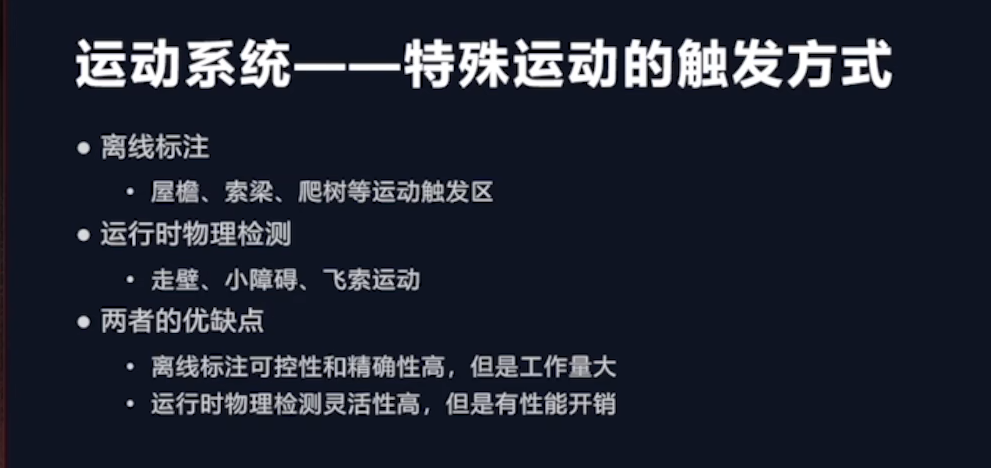 运动系统——特殊运动的触发方式
● 离线标注
• 屋檐、索梁、爬树等运动触发区
● 运行时物理检测
• 走壁、小障碍、飞索运动
● 两者的优缺点
• 离线标注可控性和精确性高，但是工作量大
• 运行时物理检测灵活性高，但是有性能开销